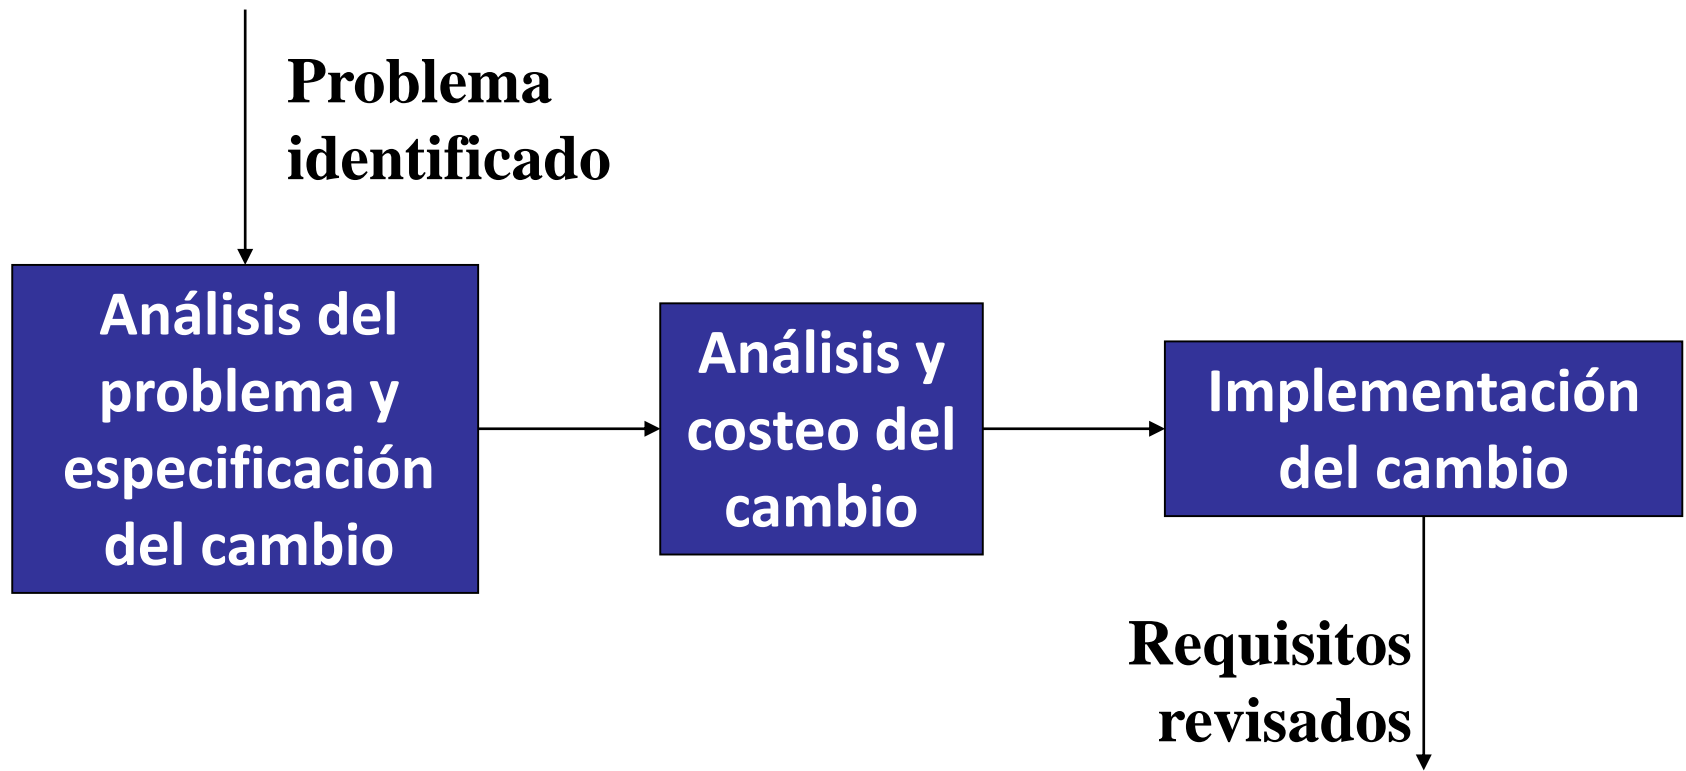 Problema
identificado
Análisis del
problema y
especificación
del cambio
Análisis y
costeo del
cambio
Implementación
del cambio
Requisitos
revisados